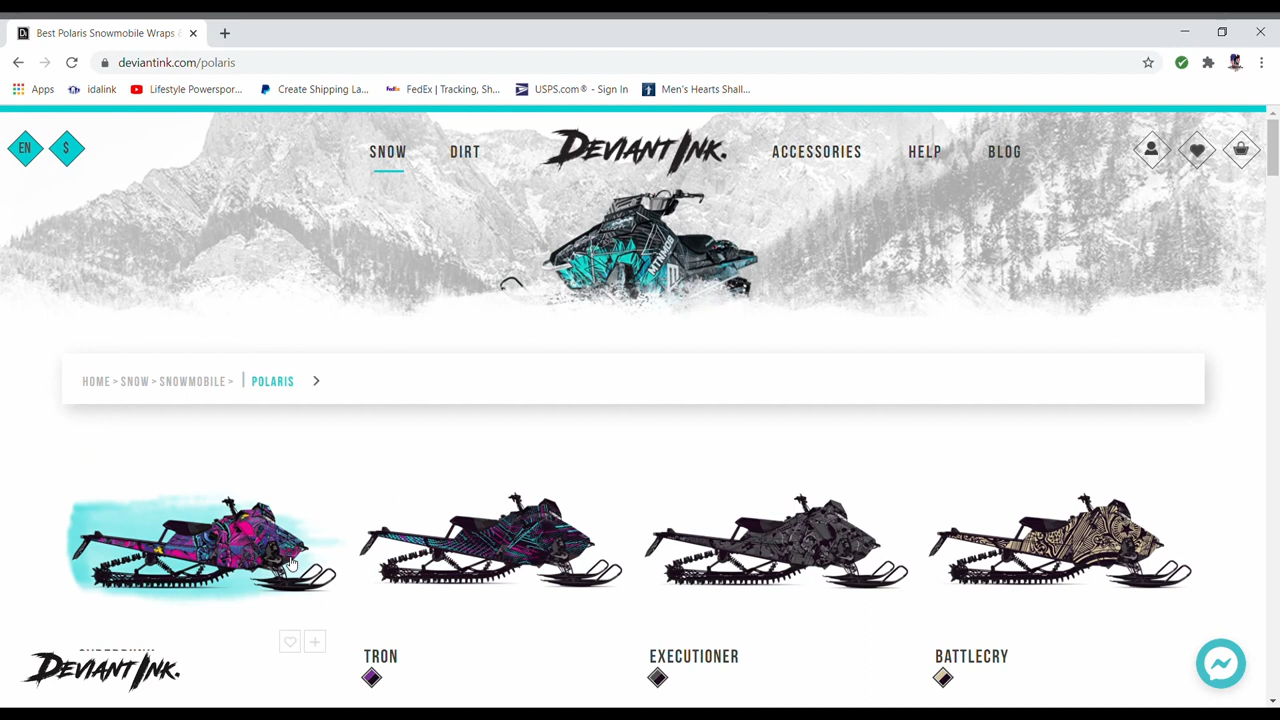 Best Polaris Snowmobile Wraps
deviantink.com/polaris
Apps idalink Lifestyle Powerspor... Create Shipping La... FedEx | Tracking, Sh... USPS.com® - Sign In Men's Hearts Shall...
EN $ SNOW DIRT DEVIANT INK. ACCESSORIES HELP BLOG
MTNMOD
HOME > SNOW > SNOWMOBILE > | POLARIS >
TRON EXECUTIONER BATTLECRY
DEVIANT INK.